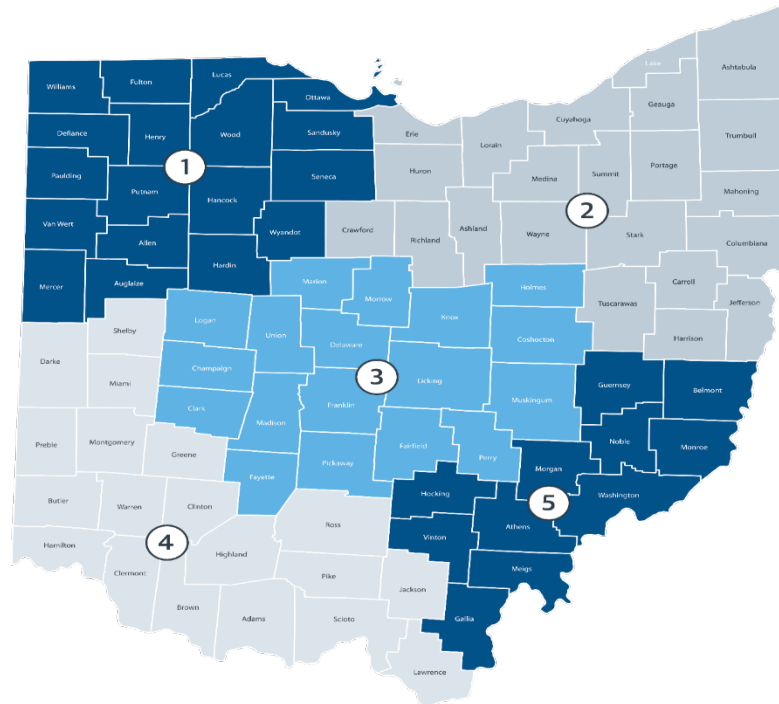 Williams
Fulton
Lucas
Ottawa
Defiance
Henry
Wood
Sandusky
Paulding
1
Putnam
Hancock
Seneca
Van Wert
Allen
Wyandot
Mercer
Auglaize
Hardin
Lake
Ashtabula
Geauga
Cuyahoga
Erie
Lorain
Trumbull
Huron
Medina
Summit
Portage
Mahoning
2
Crawford
Richland
Ashland
Wayne
Stark
Columbiana
Tuscarawas
Carroll
Jefferson
Harrison
Marion
Morrow
Holmes
Logan
Union
Knox
Delaware
Coshocton
Champaign
3
Licking
Clark
Madison
Franklin
Muskingum
Fairfield
Perry
Pickaway
Fayette
Shelby
Darke
Miami
Preble
Montgomery
Greene
Butler
Warren
Clinton
Ross
4
Hamilton
Highland
Clermont
Pike
Jackson
Brown
Adams
Scioto
Lawrence
Guernsey
Belmont
Noble
Monroe
Morgan
Washington
Hocking
5
Athens
Vinton
Meigs
Gallia